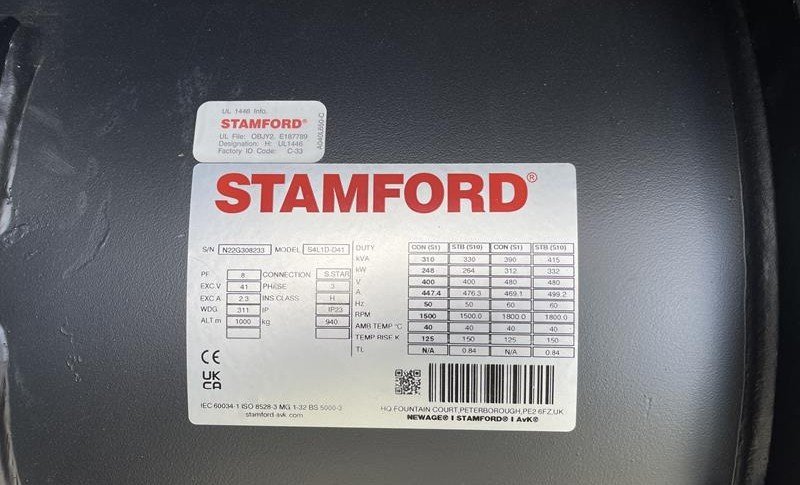 UL 1446 Info.
STAMFORD®
UL File: OBJY2, E187789
Designation: H: UL1446
Factory ID Code: C-33
A040L650-C
STAMFORD®
S/N N22G308233 MODEL S4L1D-D41
PF 8 CONNECTION S.STAR
EXC V 41 PHASE 3
EXC A 2.3 INS CLASS H
WDG 311 IP IP23
ALT m 1000 kg 940
DUTY CON (S1) STB (S10) CON (S1) STB (S10)
kVA 310 330 390 415
kW 248 264 312 332
V 400 400 480 480
A 447.4 476.3 469.1 499.2
Hz 50 50 60 60
RPM 1500 1500.0 1800.0 1800.0
AMB TEMP °C 40 40 40 40
TEMP RISE K 125 150 125 150
TL N/A 0.84 N/A 0.84
CE
UK
CA
IEC 60034-1 ISO 8528-3 MG 1-32 BS 5000-3
stamford-avk.com
HQ FOUNTAIN COURT,PETERBOROUGH,PE2 6FZ,UK
NEWAGE® I STAMFORD® I AvK®